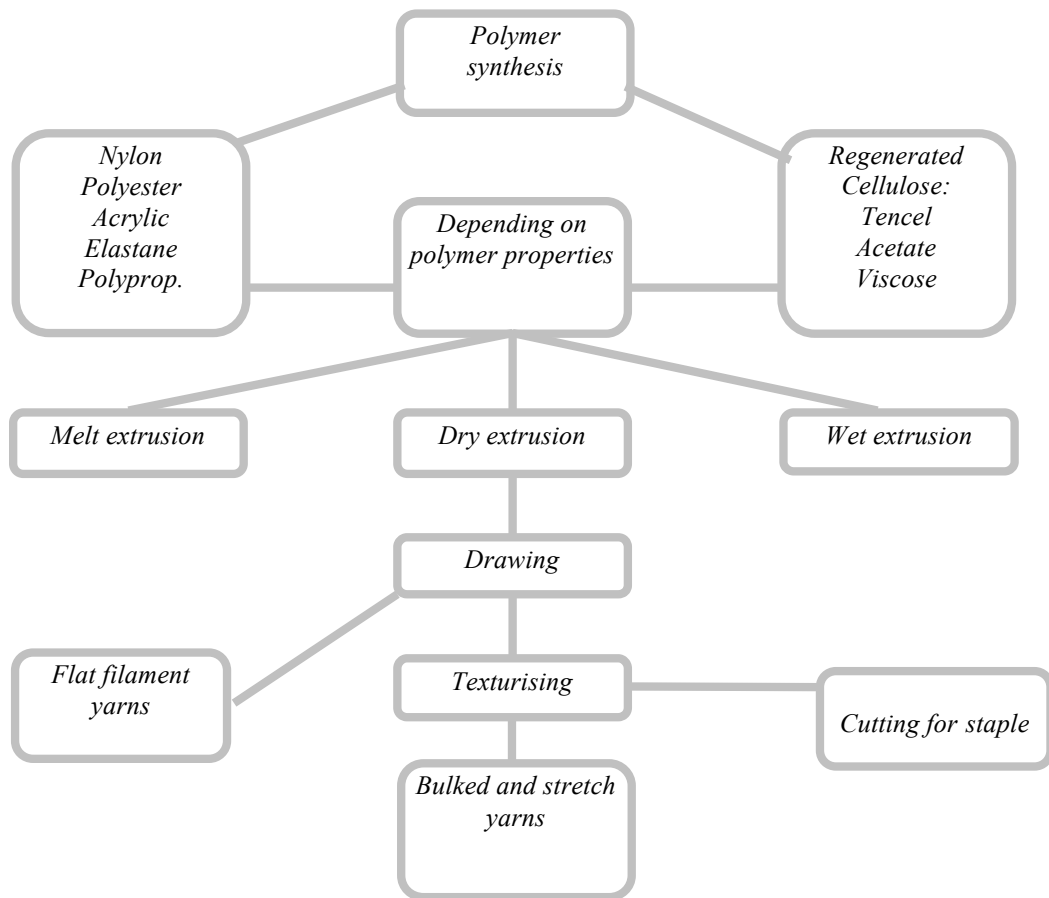 Polymer
synthesis
Nylon
Polyester
Acrylic
Elastane
Polyprop.
Depending on
polymer properties
Regenerated
Cellulose:
Tencel
Acetate
Viscose
Melt extrusion
Dry extrusion
Wet extrusion
Drawing
Flat filament
yarns
Texturising
Cutting for staple
Bulked and stretch
yarns